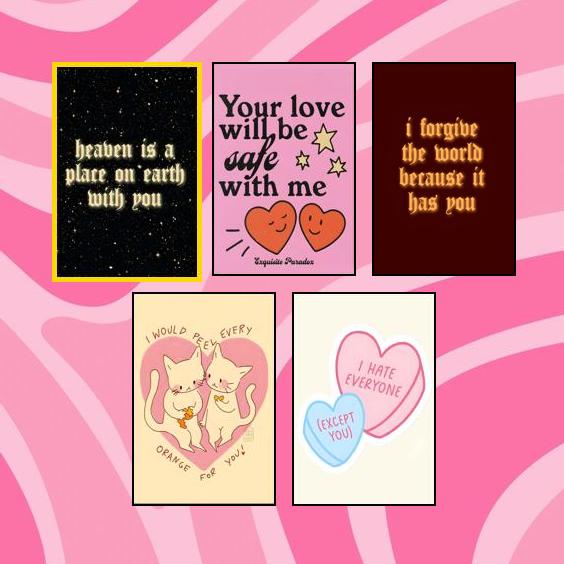 heaven is a
place on earth
with you
Your love
will be
safe
with me
Exquisite Paradox
i forgive
the world
because it
has you
I WOULD PEEL EVERY
ORANGE FOR YOU!
I HATE
EVERYONE
(EXCEPT
YOU)